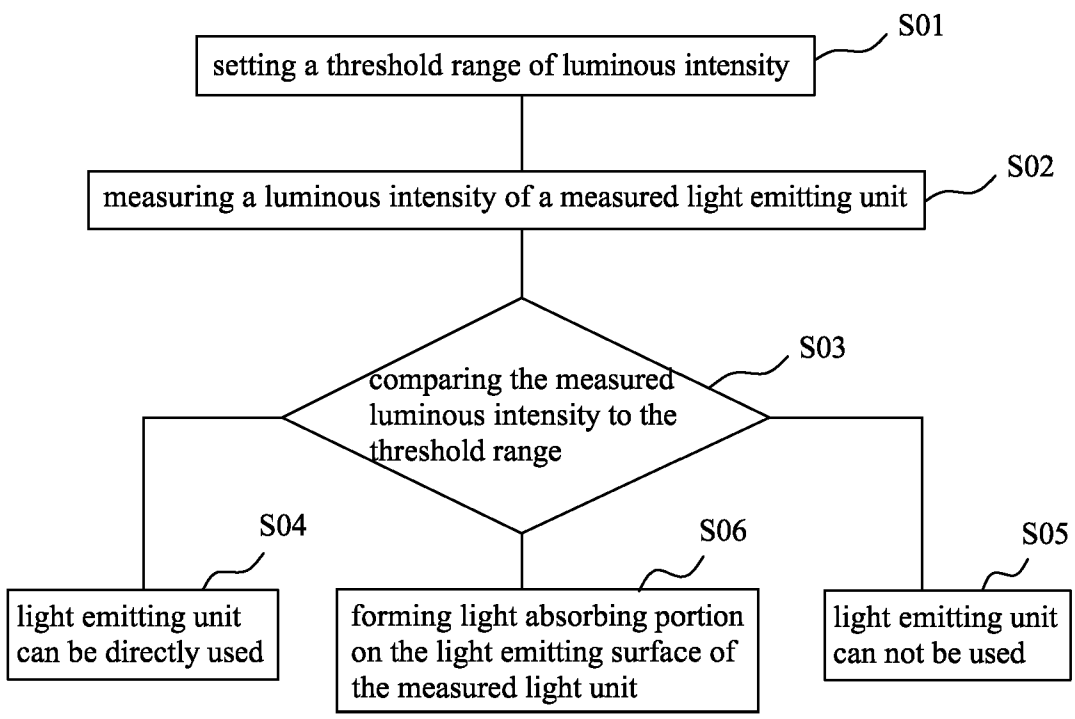 S01
setting a threshold range of luminous intensity
S02
measuring a luminous intensity of a measured light emitting unit
S03
comparing the measured
luminous intensity to the
threshold range
S04
light emitting unit
can be directly used
S06
forming light absorbing portion
on the light emitting surface of
the measured light unit
S05
light emitting unit
can not be used